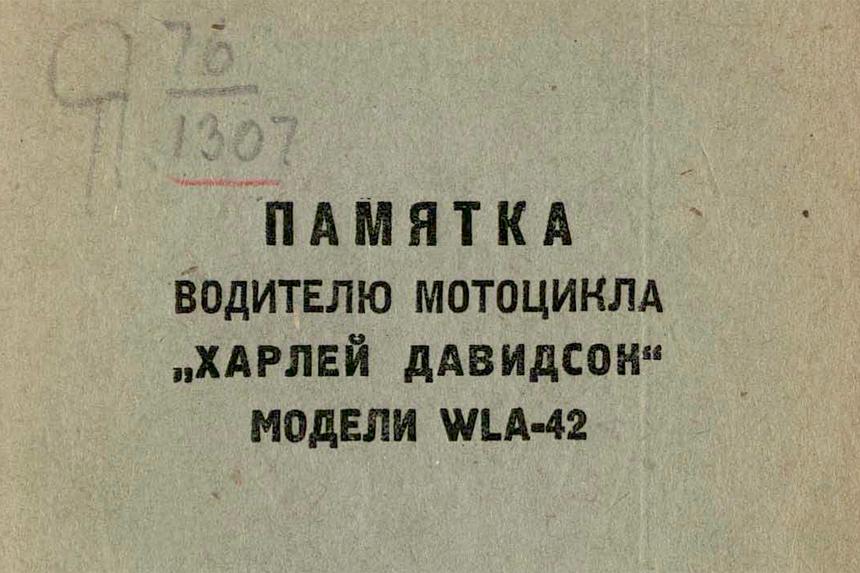 П 76
1307
ПАМЯТКА
ВОДИТЕЛЮ МОТОЦИКЛА
„ХАРЛЕЙ ДАВИДСОН“
МОДЕЛИ WLA-42